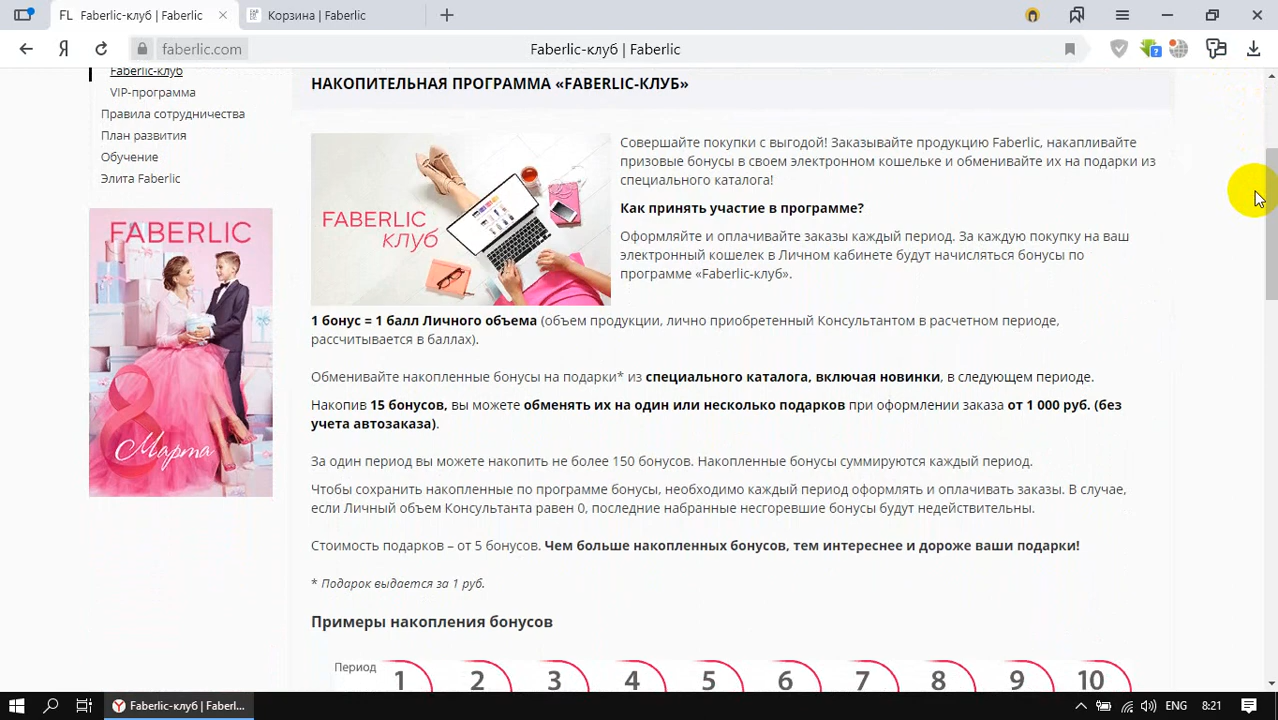 FL Faberlic-клуб | Faberlic
Корзина | Faberlic
faberlic.com
Faberlic-клуб | Faberlic
Faberlic-клуб
VIP-программа
Правила сотрудничества
План развития
Обучение
Элита Faberlic
FABERLIC
8
Марта
НАКОПИТЕЛЬНАЯ ПРОГРАММА «FABERLIC-КЛУБ»
FABERLIC
клуб
Совершайте покупки с выгодой! Заказывайте продукцию Faberlic, накапливайте
призовые бонусы в своем электронном кошельке и обменивайте их на подарки из
специального каталога!
Как принять участие в программе?
Оформляйте и оплачивайте заказы каждый период. За каждую покупку на ваш
электронный кошелек в Личном кабинете будут начисляться бонусы по
программе «Faberlic-клуб».
1 бонус = 1 балл Личного объема (объем продукции, лично приобретенный Консультантом в расчетном периоде,
рассчитывается в баллах).
Обменивайте накопленные бонусы на подарки* из специального каталога, включая новинки, в следующем периоде.
Накопив 15 бонусов, вы можете обменять их на один или несколько подарков при оформлении заказа от 1 000 руб. (без
учета автозаказа).
За один период вы можете накопить не более 150 бонусов. Накопленные бонусы суммируются каждый период.
Чтобы сохранить накопленные по программе бонусы, необходимо каждый период оформлять и оплачивать заказы. В случае,
если Личный объем Консультанта равен 0, последние набранные несгоревшие бонусы будут недействительны.
Стоимость подарков – от 5 бонусов. Чем больше накопленных бонусов, тем интереснее и дороже ваши подарки!
* Подарок выдается за 1 руб.
Примеры накопления бонусов
Период 1 2 3 4 5 6 7 8 9 10
Faberlic-клуб | Faberl...
ENG 8:21